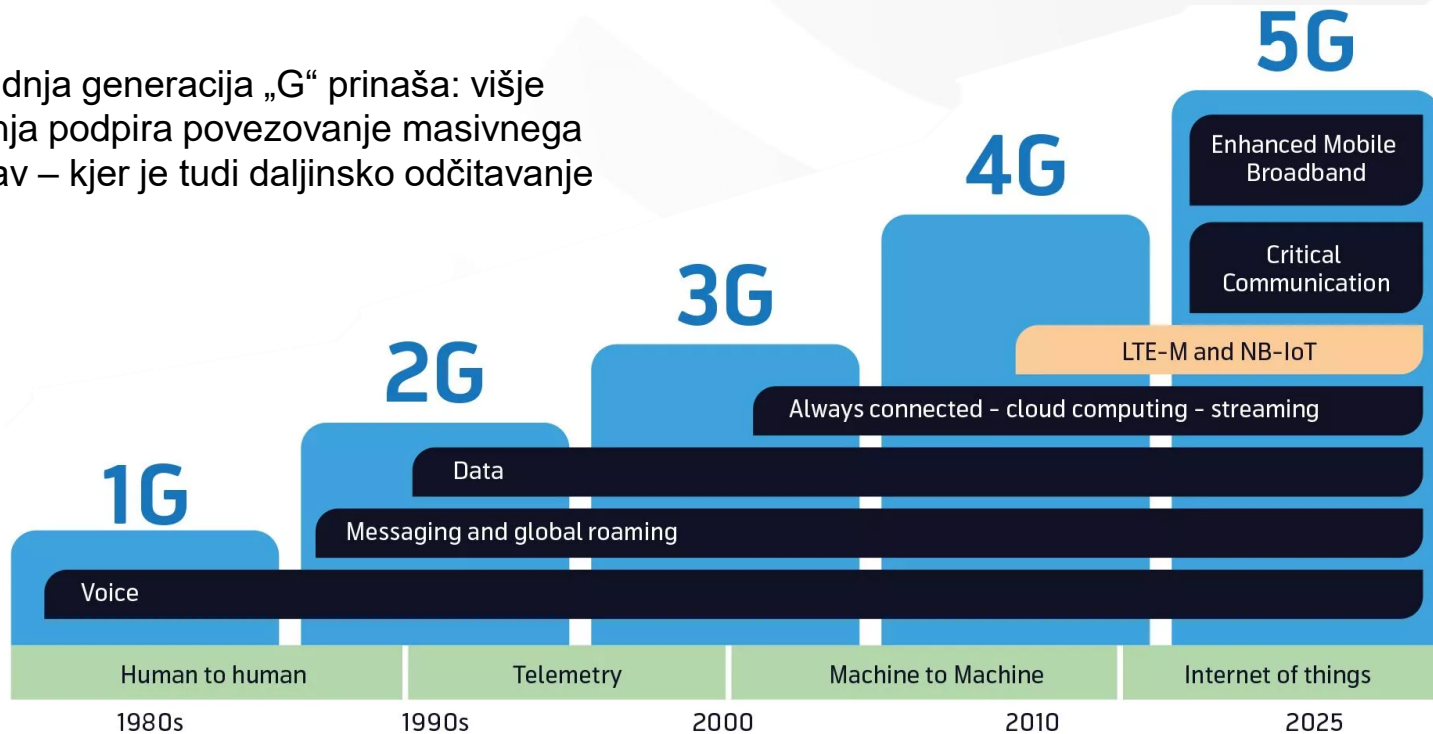 dnja generacija „G“ prinaša: višje
nja podpira povezovanje masivnega
av – kjer je tudi daljinsko odčitavanje
5G
Enhanced Mobile
Broadband
4G
Critical
Communication
3G
LTE-M and NB-IoT
2G
Always connected - cloud computing - streaming
1G
Data
Messaging and global roaming
Voice
Human to human
Telemetry
Machine to Machine
Internet of things
1980s
1990s
2000
2010
2025